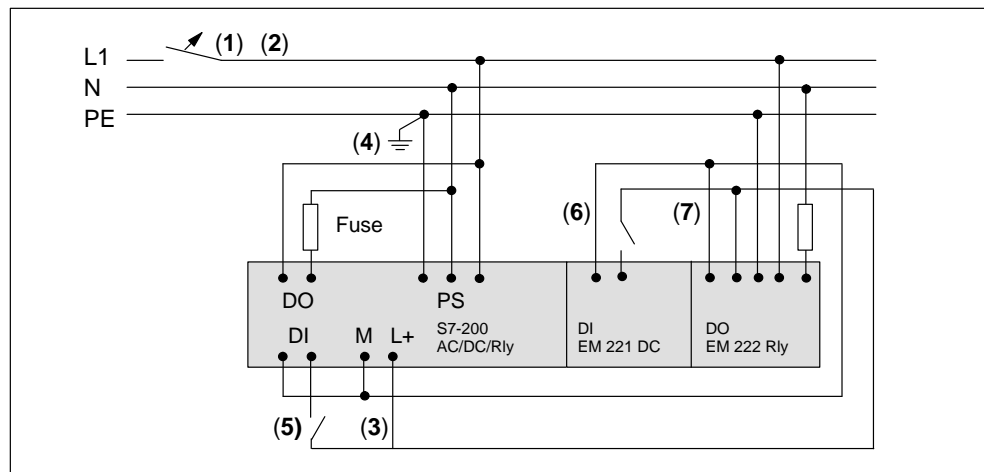 L1 (1) (2)
N
PE
(4)
(6) (7)
Fuse
DO PS
DI M L+
S7-200
AC/DC/Rly
DI
EM 221 DC
DO
EM 222 Rly
(5) (3)